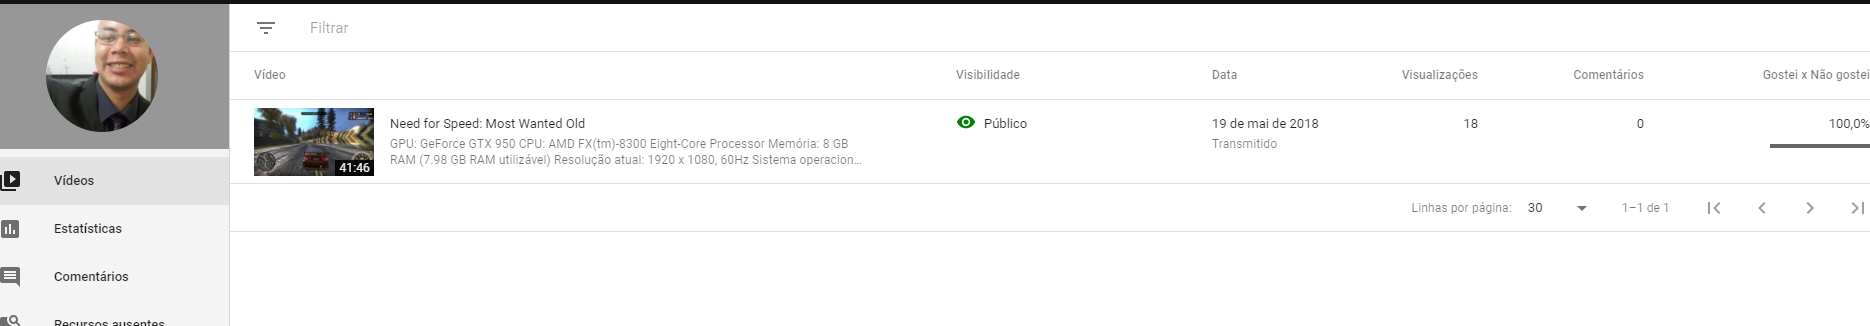 Filtrar
Vídeo Visibilidade Data Visualizações Comentários Gostei x Não gostei
Need for Speed: Most Wanted Old Público 19 de mai de 2018 18 0 100,0%
GPU: GeForce GTX 950 CPU: AMD FX(tm)-8300 Eight-Core Processor Memória: 8 GB Transmitido
RAM (7.98 GB RAM utilizável) Resolução atual: 1920 x 1080, 60Hz Sistema operacion...
41:46
Linhas por página: 30 1–1 de 1
Vídeos
Estatísticas
Comentários
Recursos ausentes